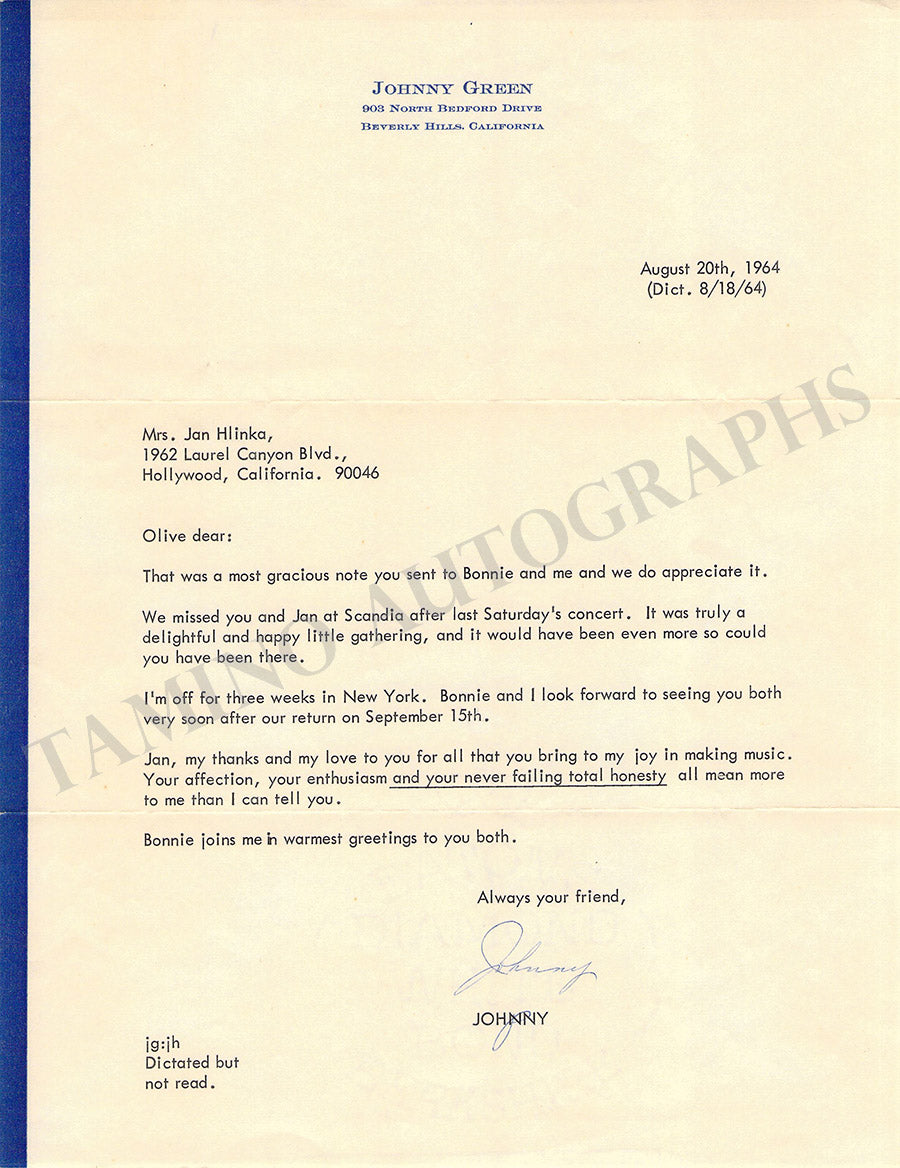 JOHNNY GREEN
903 NORTH BEDFORD DRIVE
BEVERLY HILLS, CALIFORNIA
August 20th, 1964
(Dict. 8/18/64)
Mrs. Jan Hlinka,
1962 Laurel Canyon Blvd.,
Hollywood, California. 90046
Olive dear:
That was a most gracious note you sent to Bonnie and me and we do appreciate it.
We missed you and Jan at Scandia after last Saturday's concert. It was truly a
delightful and happy little gathering, and it would have been even more so could
you have been there.
I'm off for three weeks in New York. Bonnie and I look forward to seeing you both
very soon after our return on September 15th.
Jan, my thanks and my love to you for all that you bring to my joy in making music.
Your affection, your enthusiasm and your never failing total honesty all mean more
to me than I can tell you.
Bonnie joins me in warmest greetings to you both.
Always your friend,
Johnny
JOHNNY
jg:jh
Dictated but
not read.
TAMINO AUTOGRAPHS